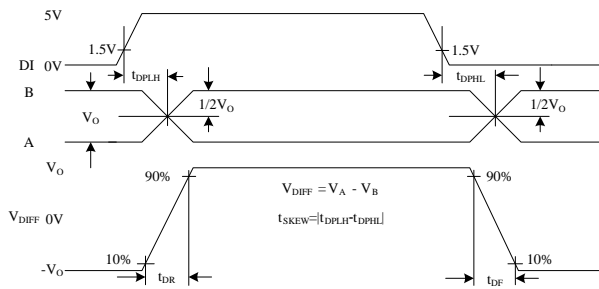 5V
1.5V
1.5V
DI 0V
tDPLH
tDPHL
B
VO
1/2VO
1/2VO
A
VO
90%
VDIFF = VA - VB
90%
VDIFF 0V
tSKEW=|tDPLH-tDPHL|
10%
10%
-VO
tDR
tDF